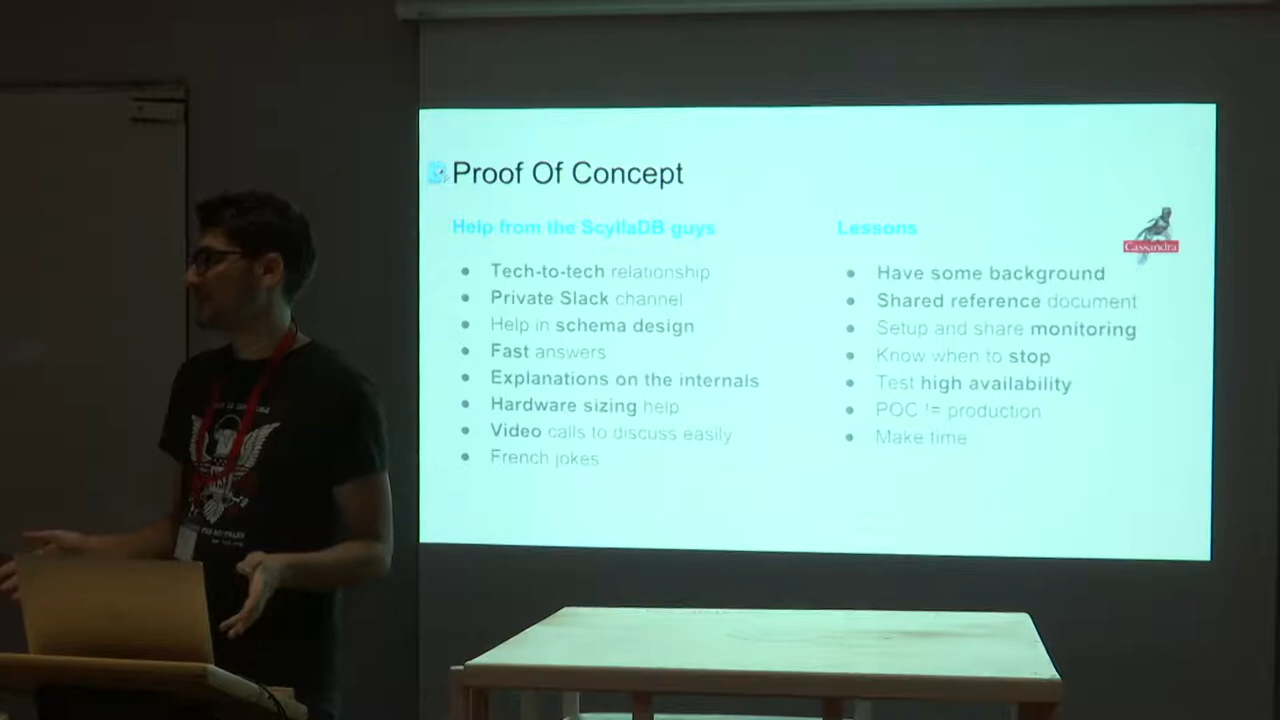 Proof Of Concept
Help from the ScyllaDB guys
Tech-to-tech relationship
Private Slack channel
Help in schema design
Fast answers
Explanations on the internals
Hardware sizing help
Video calls to discuss easily
French jokes
Lessons
Cassandra
Have some background
Shared reference document
Setup and share monitoring
Know when to stop
Test high availability
POC != production
Make time